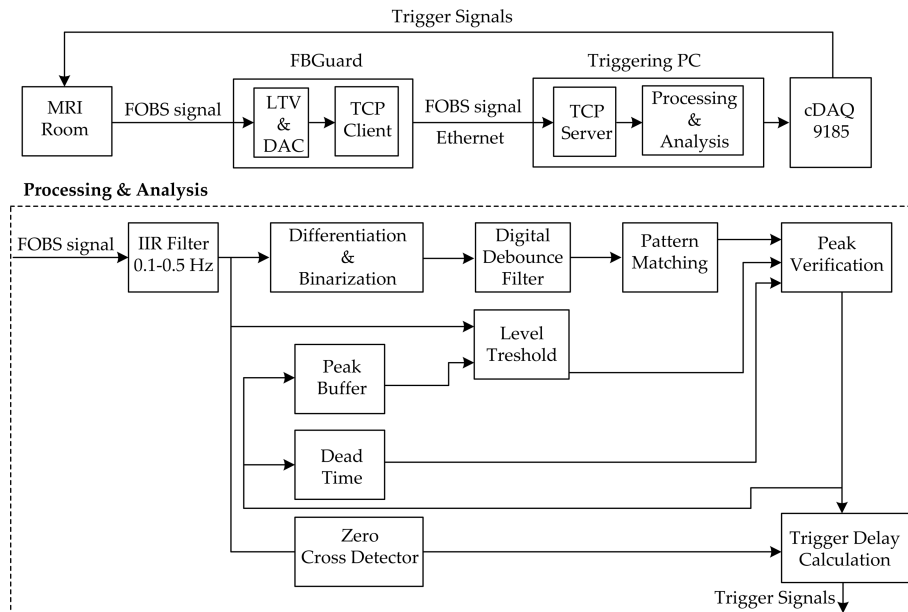 Trigger Signals
FBGuard
Triggering PC
MRI
Room
FOBS signal
LTV
&
DAC
TCP
Client
FOBS signal
Ethernet
TCP
Server
Processing
&
Analysis
cDAQ
9185
Processing & Analysis
FOBS signal
IIR Filter
0.1-0.5 Hz
Differentiation
&
Binarization
Digital
Debounce
Filter
Pattern
Matching
Peak
Verification
Level
Treshold
Peak
Buffer
Dead
Time
Zero
Cross Detector
Trigger Delay
Calculation
Trigger Signals